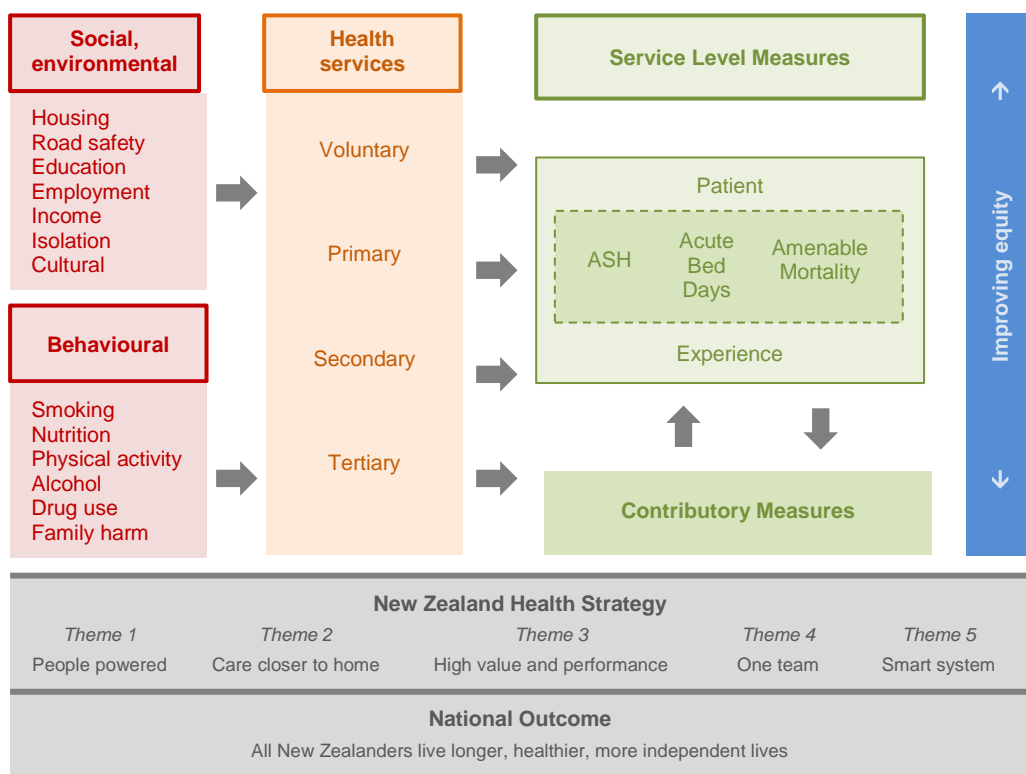 Social,
environmental
Housing
Road safety
Education
Employment
Income
Isolation
Cultural
Behavioural
Smoking
Nutrition
Physical activity
Alcohol
Drug use
Family harm
Health
services
Voluntary
Primary
Secondary
Tertiary
Service Level Measures
Patient
ASH
Acute
Bed
Days
Amenable
Mortality
Experience
Contributory Measures
Improving equity
New Zealand Health Strategy
Theme 1
People powered
Theme 2
Care closer to home
Theme 3
High value and performance
Theme 4
One team
Theme 5
Smart system
National Outcome
All New Zealanders live longer, healthier, more independent lives